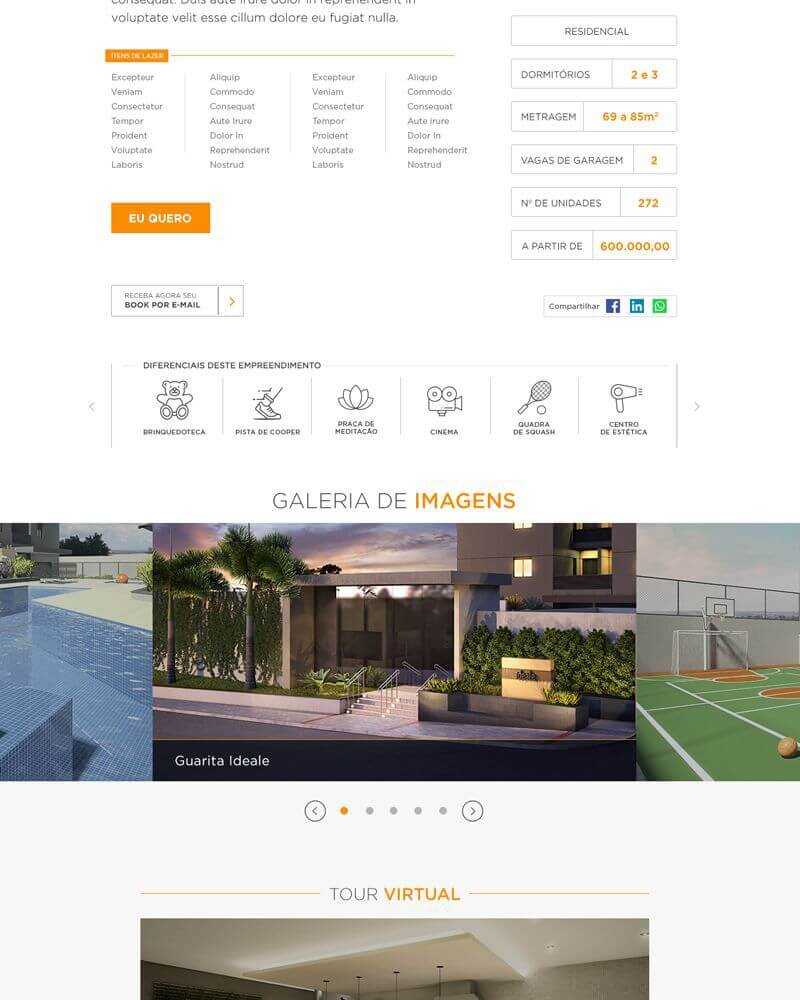 consequat. Duis aute irure dolor in reprehenderit in
voluptate velit esse cillum dolore eu fugiat nulla.
ITENS DE LAZER
Excepteur
Veniam
Consectetur
Tempor
Proident
Voluptate
Laboris
Aliquip
Commodo
Consequat
Aute Irure
Dolor In
Reprehenderit
Nostrud
Excepteur
Veniam
Consectetur
Tempor
Proident
Voluptate
Laboris
Aliquip
Commodo
Consequat
Aute irure
Dolor In
Reprehenderit
Nostrud
EU QUERO
RECEBA AGORA SEU
BOOK POR E-MAIL
RESIDENCIAL
DORMITÓRIOS 2 e 3
METRAGEM 69 a 85m²
VAGAS DE GARAGEM 2
Nº DE UNIDADES 272
A PARTIR DE 600.000,00
Compartilhar
DIFERENCIAIS DESTE EMPREENDIMENTO
BRINQUEDOTECA
PISTA DE COOPER
PRAÇA DE
MEDITAÇÃO
CINEMA
QUADRA
DE SQUASH
CENTRO
DE ESTÉTICA
GALERIA DE IMAGENS
Guarita Ideale
TOUR VIRTUAL